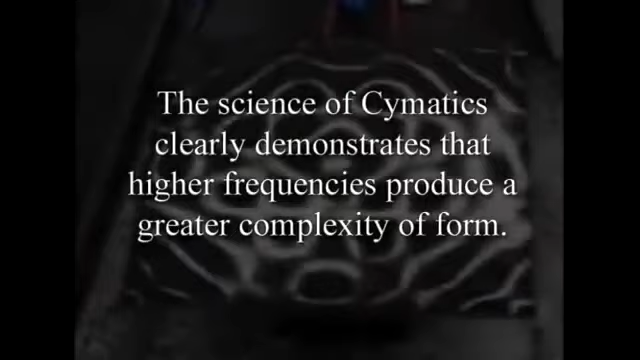 The science of Cymatics
clearly demonstrates that
higher frequencies produce a
greater complexity of form.